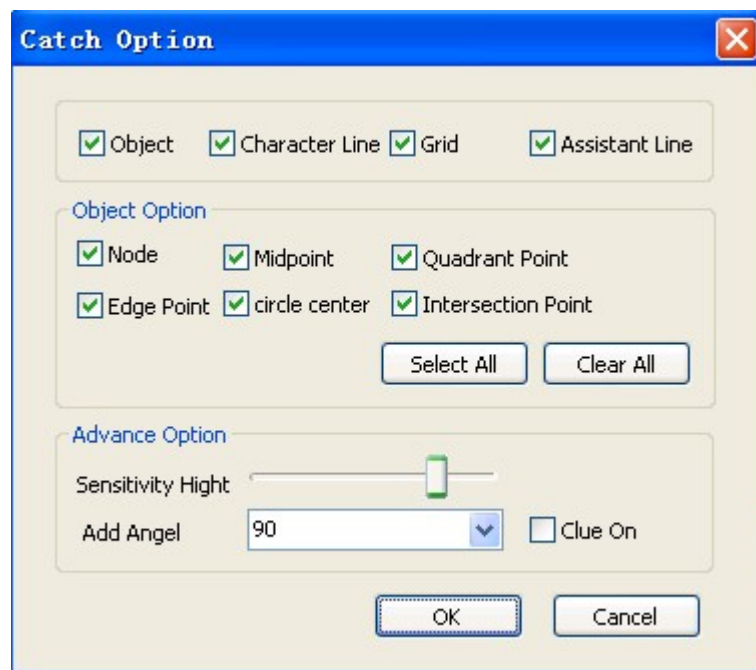 Catch Option
Object Character Line Grid Assistant Line
Object Option
Node Midpoint Quadrant Point
Edge Point circle center Intersection Point
Select All Clear All
Advance Option
Sensitivity Hight
Add Angel 90 Clue On
OK Cancel